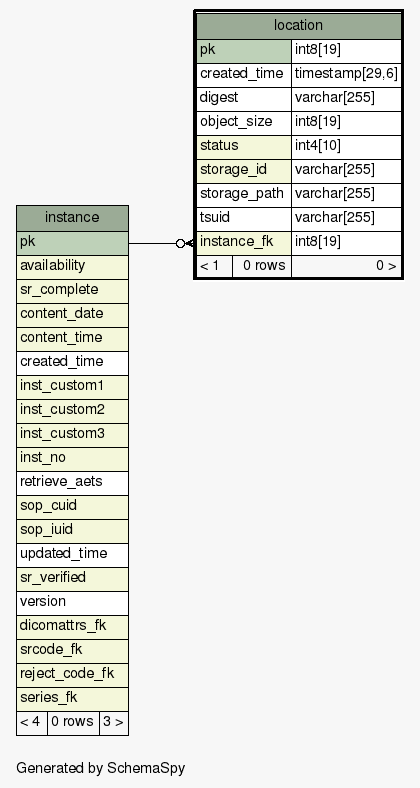 location
pk int8[19]
created_time timestamp[29,6]
digest varchar[255]
object_size int8[19]
status int4[10]
storage_id varchar[255]
storage_path varchar[255]
tsuid varchar[255]
instance_fk int8[19]
< 1 0 rows 0 >
instance
pk
availability
sr_complete
content_date
content_time
created_time
inst_custom1
inst_custom2
inst_custom3
inst_no
retrieve_aets
sop_cuid
sop_iuid
updated_time
sr_verified
version
dicomattrs_fk
srcode_fk
reject_code_fk
series_fk
< 4 0 rows 3 >
Generated by SchemaSpy